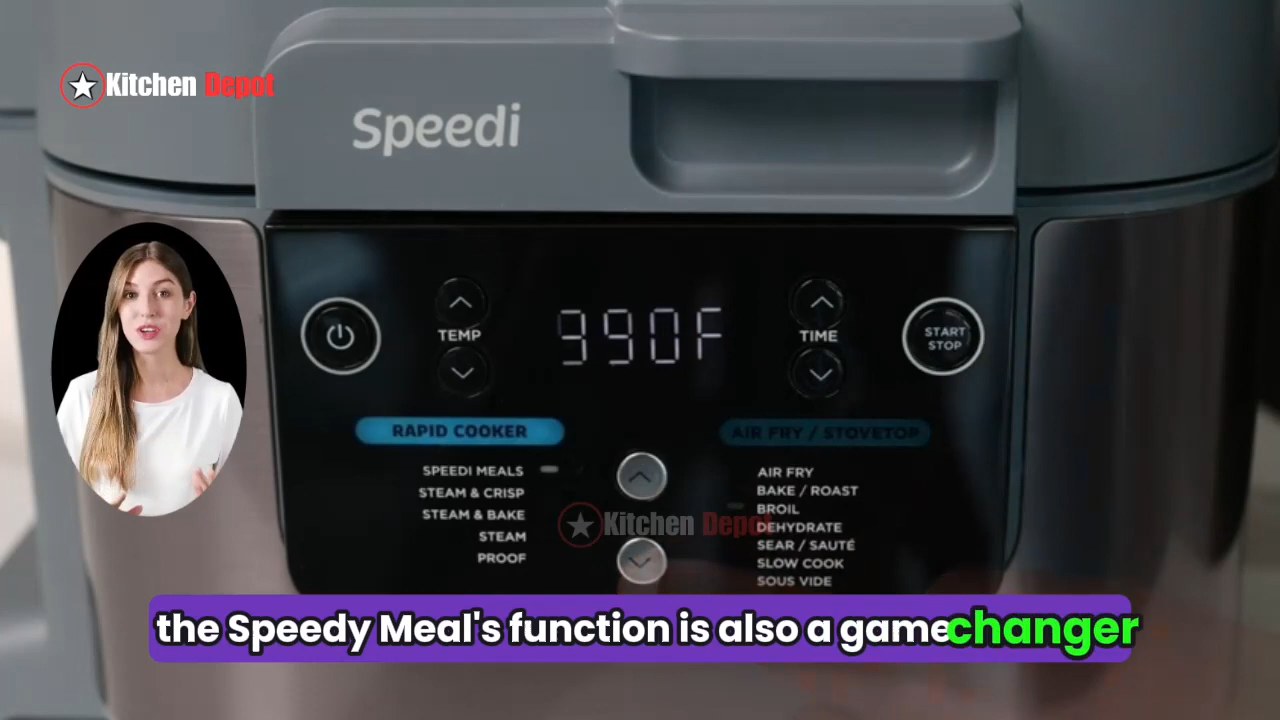 Kitchen Depot
Speedi
TEMP
990F
TIME
START
STOP
RAPID COOKER
AIR FRY / STOVETOP
SPEEDI MEALS
STEAM & CRISP
STEAM & BAKE
STEAM
PROOF
AIR FRY
BAKE / ROAST
BROIL
DEHYDRATE
SEAR / SAUTÉ
SLOW COOK
SOUS VIDE
Kitchen Depot
the Speedy Meal's function is also a game changer